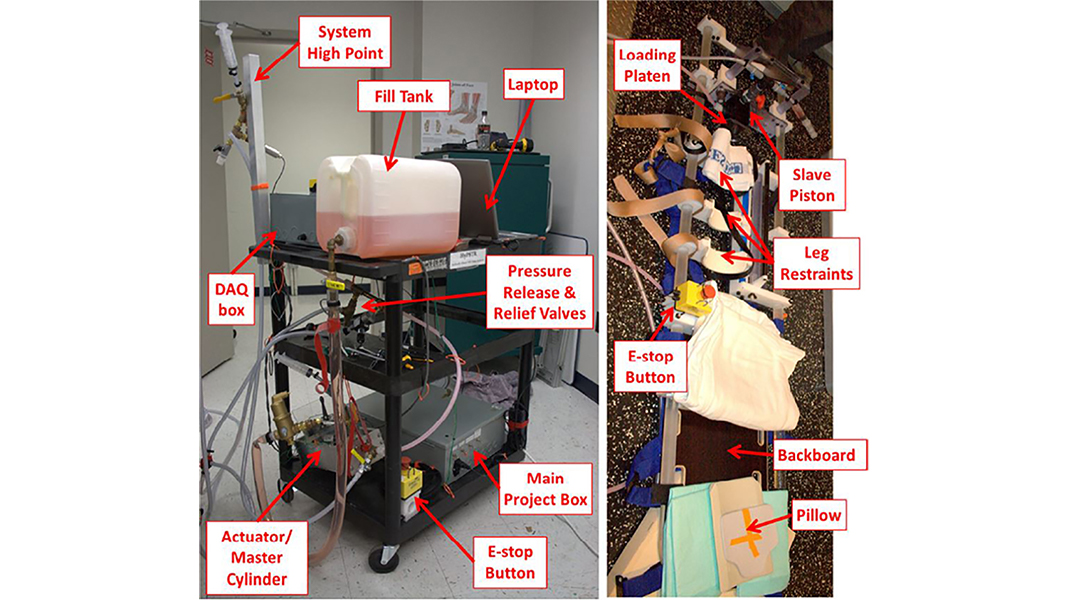 System
High Point
Fill Tank
Laptop
DAQ
box
Pressure
Release &
Relief Valves
Main
Project Box
Actuator/
Master
Cylinder
E-stop
Button
Loading
Platen
Slave
Piston
Leg
Restraints
E-stop
Button
Backboard
Pillow